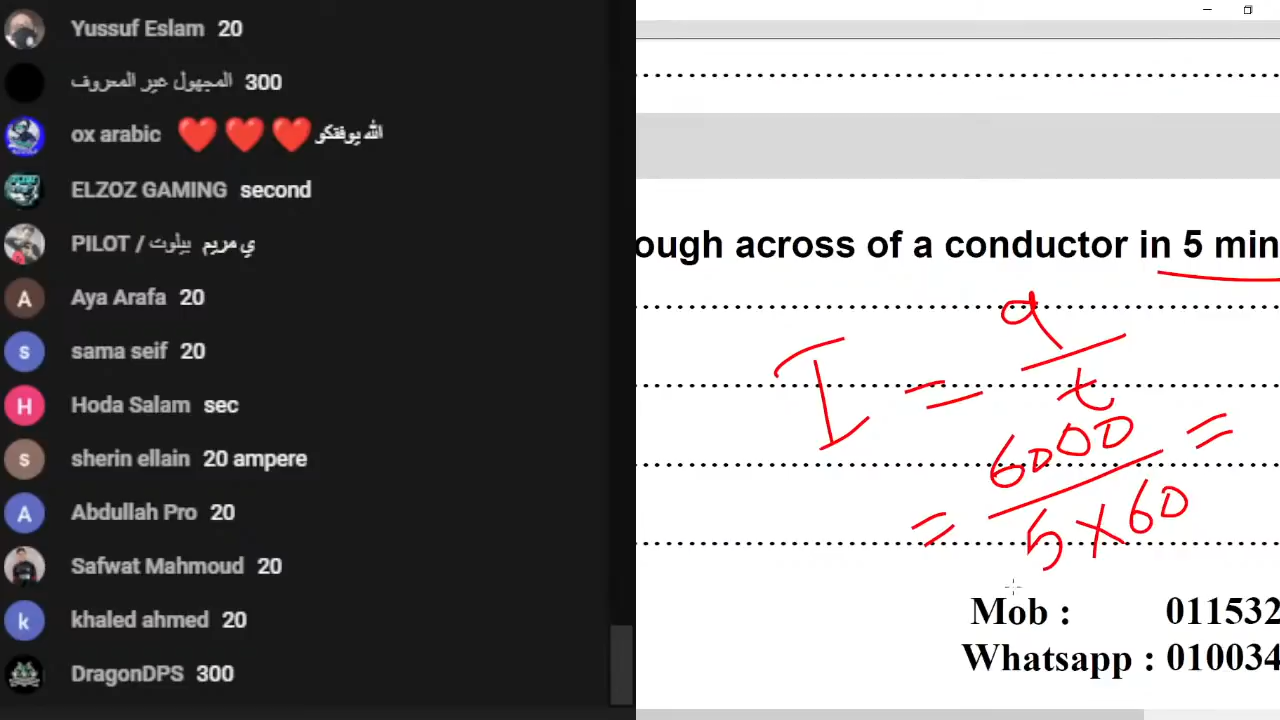 Yussuf Eslam 20
المجهول عبر المعروف 300
ox arabic ❤️❤️❤️ الله يوفقكو
ELZOZ GAMING second
PILOT / بيلوت ي مريم
A Aya Arafa 20
s sama seif 20
H Hoda Salam sec
s sherin ellain 20 ampere
A Abdullah Pro 20
Safwat Mahmoud 20
k khaled ahmed 20
DragonDPS 300
ough across of a conductor in 5 min
I = q / t
= 6000 / 5 × 60 =
Mob : 011532
Whatsapp : 010034